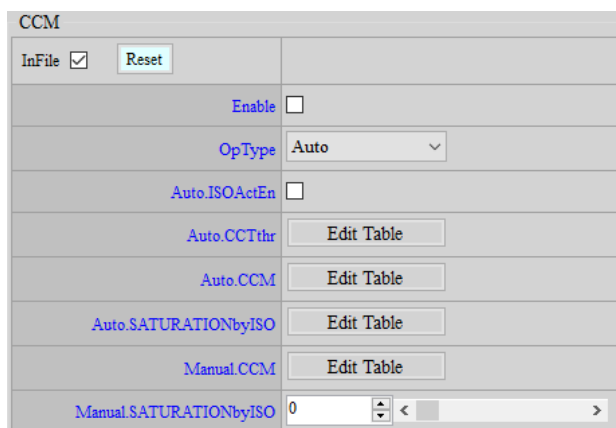 CCM
InFile Reset
Enable
OpType Auto
Auto.ISOActEn
Auto.CCTthr Edit Table
Auto.CCM Edit Table
Auto.SATURATIONbyISO Edit Table
Manual.CCM Edit Table
Manual.SATURATIONbyISO 0